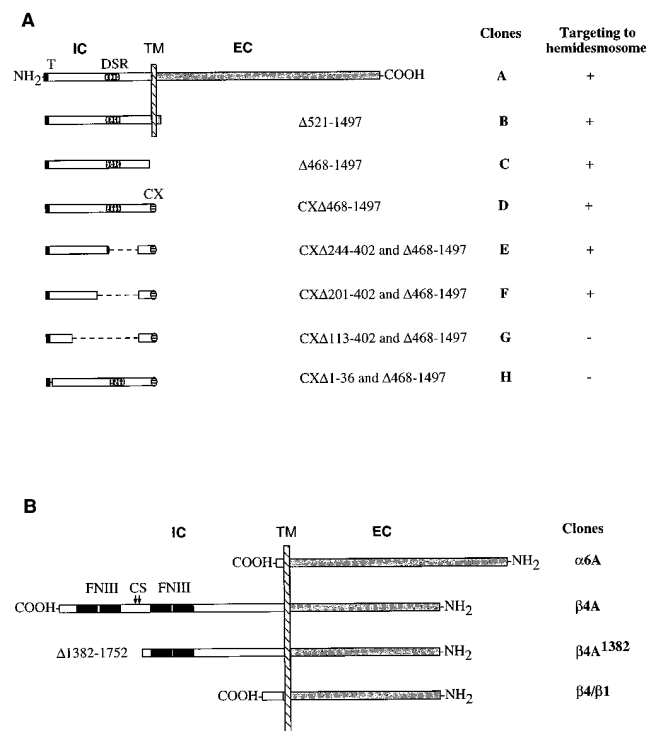 A
IC TM EC Clones Targeting to hemidesmosome
T DSR
NH2 COOH A +
Δ521-1497 B +
Δ468-1497 C +
CX
CXΔ468-1497 D +
CXΔ244-402 and Δ468-1497 E +
CXΔ201-402 and Δ468-1497 F +
CXΔ113-402 and Δ468-1497 G -
CXΔ1-36 and Δ468-1497 H -
B
IC TM EC Clones
COOH NH2 α6A
FNIII CS FNIII
COOH NH2 β4A
Δ1382-1752 NH2 β4A1382
COOH NH2 β4/β1